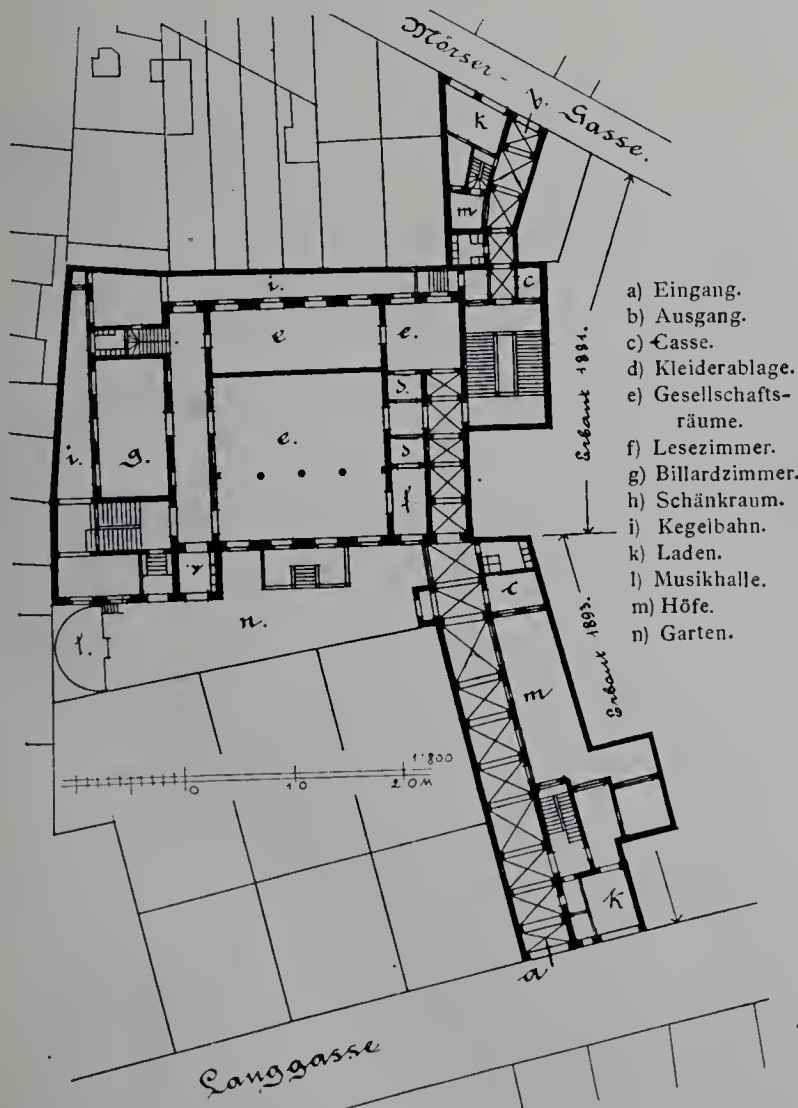 Mörser-Gasse.
b.
k
m
i.
c
e
e.
d.
e.
d
f
g.
i.
n.
l.
c
m
k
a
Erbaut 1881.
Erbaut 1893.
1:800
0 10 20 M
a) Eingang.
b) Ausgang.
c) Casse.
d) Kleiderablage.
e) Gesellschafts-
räume.
f) Lesezimmer.
g) Billardzimmer.
h) Schänkraum.
i) Kegelbahn.
k) Laden.
l) Musikhalle.
m) Höfe.
n) Garten.
Langgasse